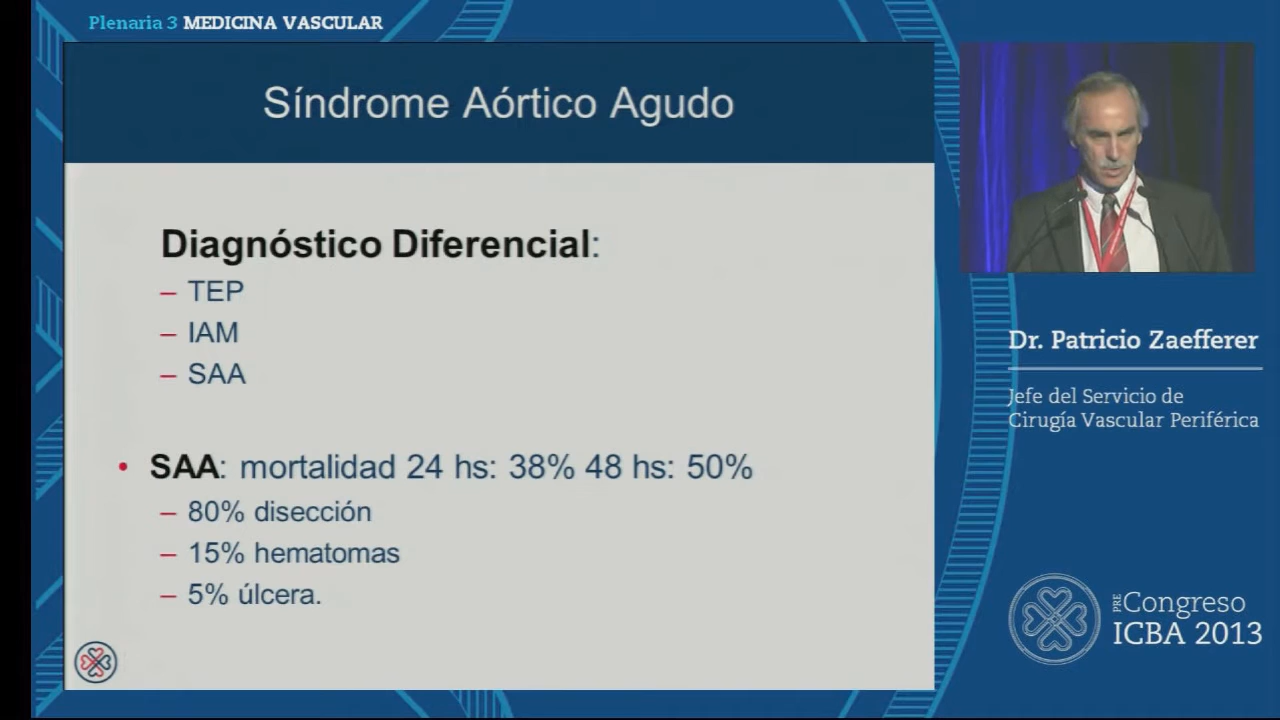 Plenaria 3 MEDICINA VASCULAR
Síndrome Aórtico Agudo
Diagnóstico Diferencial:
– TEP
– IAM
– SAA
• SAA: mortalidad 24 hs: 38% 48 hs: 50%
– 80% disección
– 15% hematomas
– 5% úlcera.
Dr. Patricio Zaefferer
Jefe del Servicio de
Cirugía Vascular Periférica
PRE Congreso
ICBA 2013